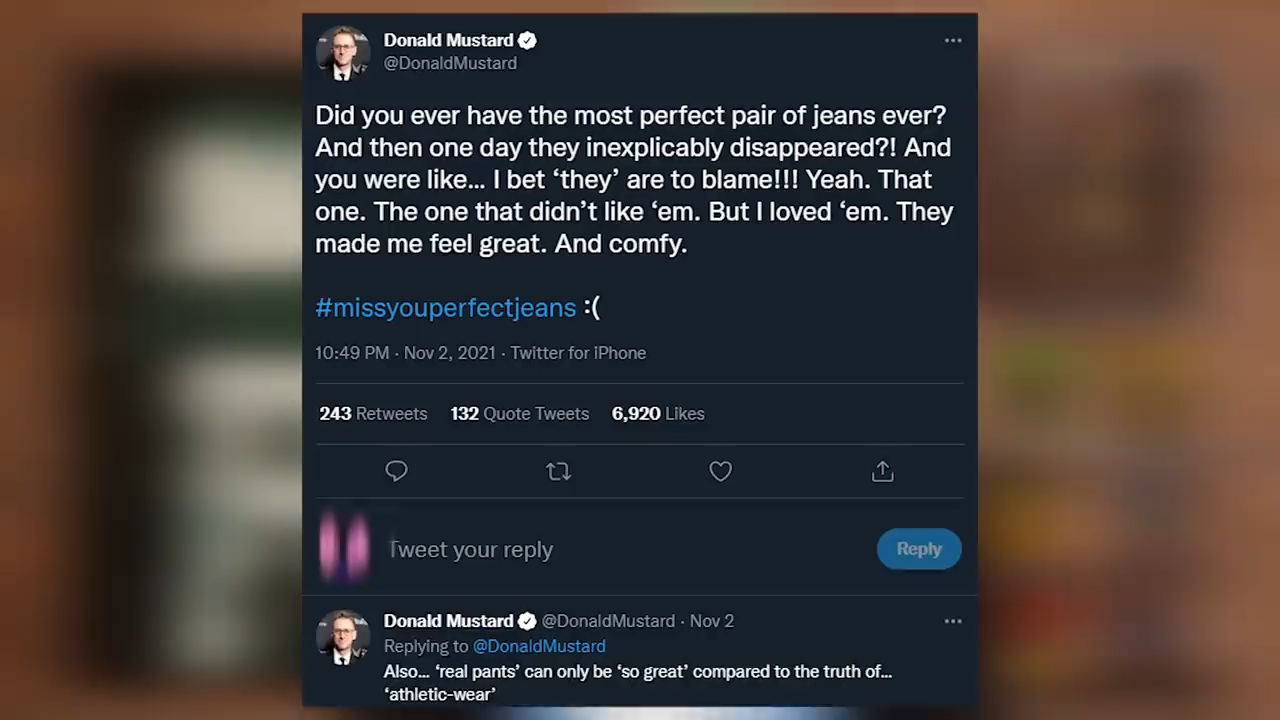 Donald Mustard
@DonaldMustard
Did you ever have the most perfect pair of jeans ever?
And then one day they inexplicably disappeared?! And
you were like... I bet ‘they’ are to blame!!! Yeah. That
one. The one that didn’t like ‘em. But I loved ‘em. They
made me feel great. And comfy.
#missyouperfectjeans :(
10:49 PM · Nov 2, 2021 · Twitter for iPhone
243 Retweets 132 Quote Tweets 6,920 Likes
Tweet your reply
Reply
Donald Mustard @DonaldMustard · Nov 2
Replying to @DonaldMustard
Also... ‘real pants’ can only be ‘so great’ compared to the truth of...
‘athletic-wear’